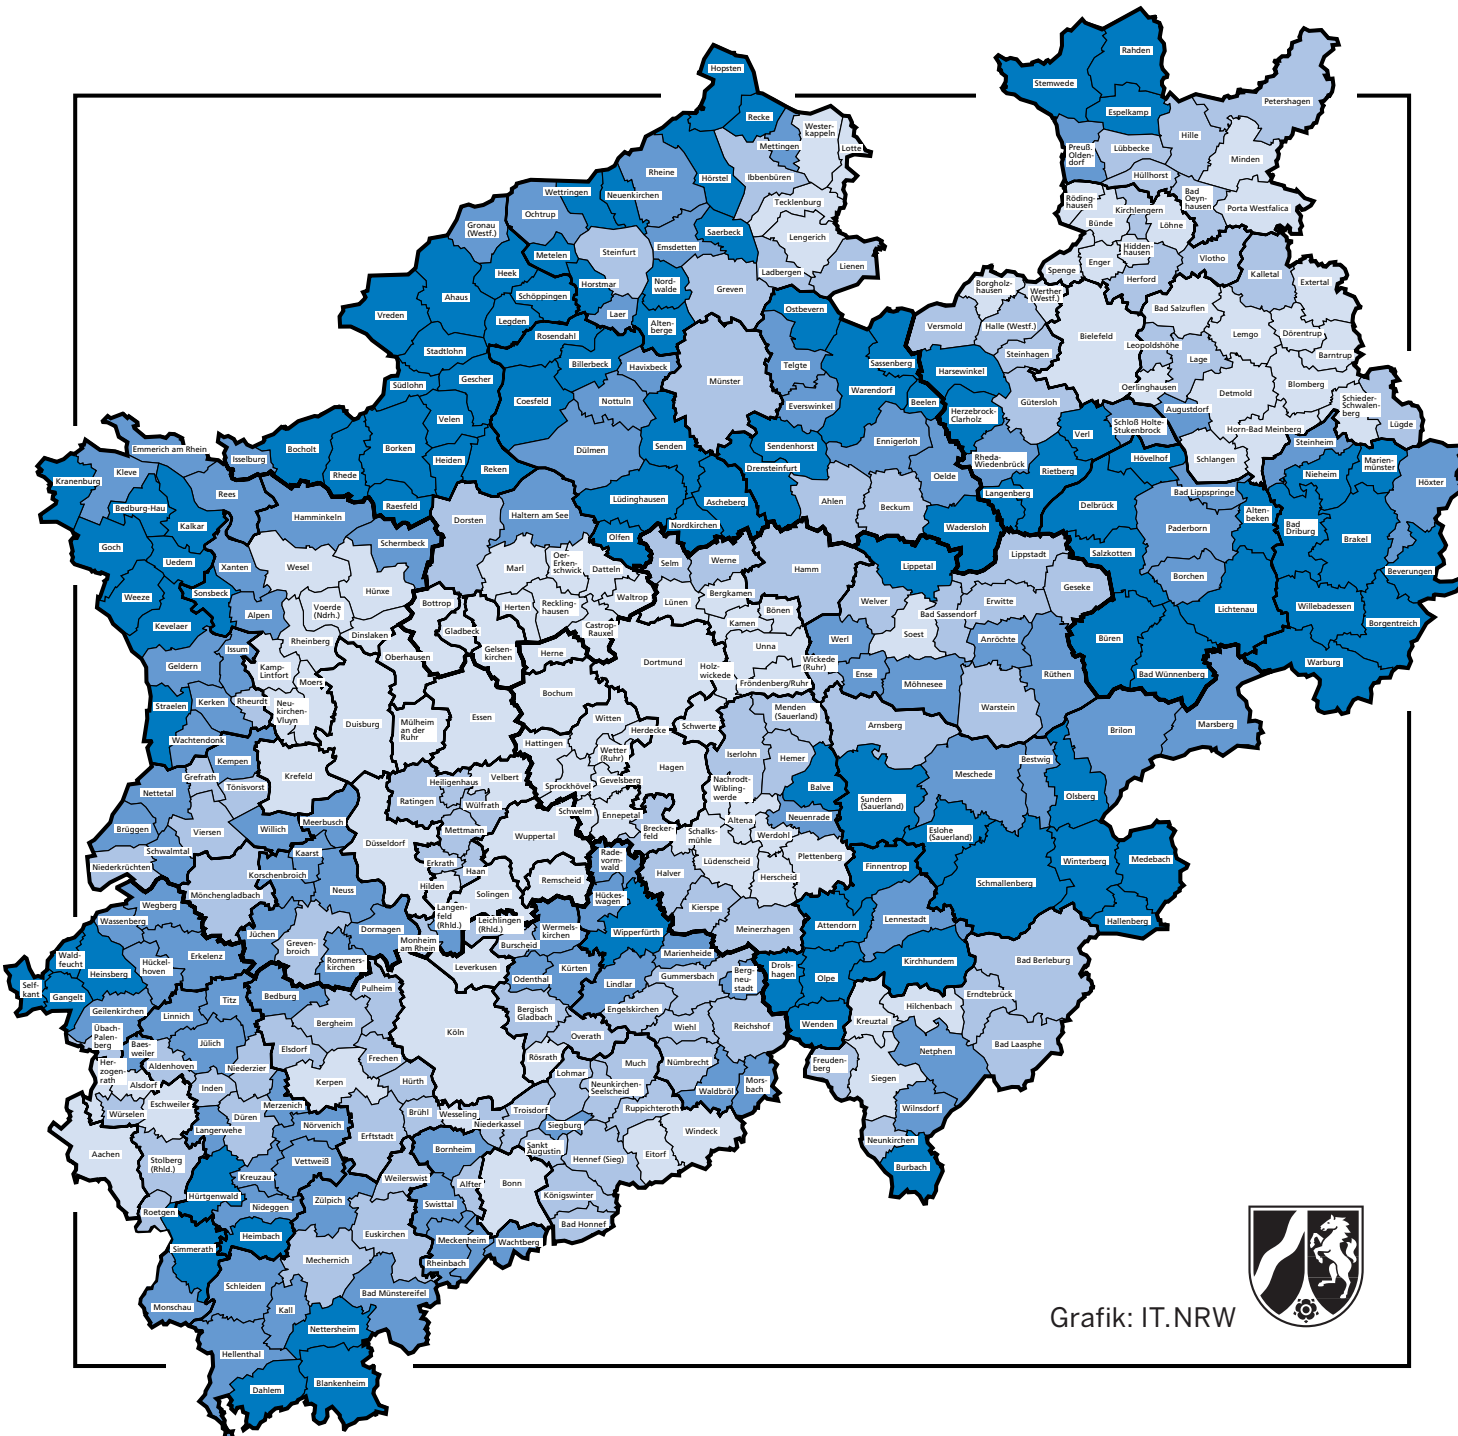 Rahden
Hopsten
Stemwede
Petershagen
Espelkamp
Recke
Wester-
kappeln
Hille
Mettingen
Lotte
Preuß.
Olden-
dorf
Lübbecke
Minden
Rheine
Hörstel
Ibbenbüren
Hüllhorst
Wettringen
Neuenkirchen
Bad
Oeyn-
hausen
Röding-
hausen
Tecklenburg
Kirchlengern
Porta Westfalica
Ochtrup
Bünde
Löhne
Gronau
(Westf.)
Saerbeck
Lengerich
Emsdetten
Hidden-
hausen
Steinfurt
Metelen
Enger
Vlotho
Lienen
Spenge
Heek
Ladbergen
Herford
Kalletal
Horstmar
Nord-
walde
Greven
Borgholz-
hausen
Extertal
Schöppingen
Ahaus
Werther
(Westf.)
Ostbevern
Bad Salzuflen
Vreden
Laer
Legden
Alten-
berge
Versmold
Halle (Westf.)
Rosendahl
Bielefeld
Lemgo
Dörentrup
Leopoldshöhe
Stadtlohn
Steinhagen
Barntrup
Lage
Billerbeck
Havixbeck
Telgte
Sassenberg
Harsewinkel
Gescher
Münster
Südlohn
Oerlinghausen
Blomberg
Warendorf
Detmold
Coesfeld
Nottuln
Everswinkel
Beelen
Gütersloh
Schieder-
Schwalen-
berg
Augustdorf
Herzebrock-
Clarholz
Velen
Lügde
Schloß Holte-
Stukenbrock
Verl
Horn-Bad Meinberg
Ennigerloh
Steinheim
Emmerich am Rhein
Bocholt
Borken
Dülmen
Senden
Sendenhorst
Isselburg
Heiden
Hövelhof
Schlangen
Rheda-
Wiedenbrück
Marien-
münster
Drensteinfurt
Reken
Kleve
Rhede
Rietberg
Nieheim
Oelde
Kranenburg
Höxter
Rees
Langenberg
Bad Lippspringe
Lüdinghausen
Ascheberg
Ahlen
Beckum
Bedburg-Hau
Raesfeld
Delbrück
Alten-
beken
Hamminkeln
Haltern am See
Dorsten
Kalkar
Nordkirchen
Wadersloh
Paderborn
Bad
Driburg
Brakel
Olfen
Schermbeck
Goch
Salzkotten
Lippstadt
Oer-
Erken-
schwick
Uedem
Selm
Werne
Xanten
Wesel
Marl
Datteln
Hamm
Lippetal
Borchen
Beverungen
Geseke
Hünxe
Sonsbeck
Bergkamen
Weeze
Waltrop
Lünen
Welver
Erwitte
Herten
Reckling-
hausen
Bottrop
Voerde
(Ndrh.)
Bönen
Willebadessen
Lichtenau
Alpen
Bad Sassendorf
Kamen
Borgentreich
Kevelaer
Gladbeck
Castrop-
Rauxel
Soest
Dinslaken
Werl
Anröchte
Büren
Rheinberg
Unna
Issum
Gelsen-
kirchen
Herne
Oberhausen
Dortmund
Warburg
Geldern
Kamp-
Lintfort
Holz-
wickede
Wickede
(Ruhr)
Ense
Rüthen
Bad Wünnenberg
Moers
Fröndenberg/Ruhr
Möhnesee
Bochum
Kerken
Rheurdt
Straelen
Neu-
kirchen-
Vluyn
Warstein
Menden
(Sauerland)
Essen
Witten
Duisburg
Mülheim
an der
Ruhr
Schwerte
Arnsberg
Marsberg
Herdecke
Brilon
Wachtendonk
Hattingen
Wetter
(Ruhr)
Iserlohn
Hemer
Bestwig
Kempen
Hagen
Meschede
Grefrath
Krefeld
Velbert
Gevelsberg
Heiligenhaus
Sprockhövel
Nachrodt-
Wibling-
werde
Balve
Tönisvorst
Nettetal
Olsberg
Ratingen
Wülfrath
Sundern
(Sauerland)
Schwelm
Ennepetal
Neuenrade
Altena
Meerbusch
Brüggen
Willich
Viersen
Mettmann
Wuppertal
Brecker-
feld
Schalks-
mühle
Werdohl
Eslohe
(Sauerland)
Düsseldorf
Schwalmtal
Kaarst
Rade-
vorm-
wald
Plettenberg
Medebach
Erkrath
Lüdenscheid
Winterberg
Niederkrüchten
Haan
Finnentrop
Korschenbroich
Halver
Herscheid
Remscheid
Schmallenberg
Hilden
Neuss
Mönchengladbach
Solingen
Hückes-
wagen
Wegberg
Kierspe
Langen-
feld
(Rhld.)
Wassenberg
Leichlingen
(Rhld.)
Lennestadt
Hallenberg
Attendorn
Dormagen
Wermels-
kirchen
Wipperfürth
Meinerzhagen
Jüchen
Monheim
am Rhein
Burscheid
Greven-
broich
Erkelenz
Marienheide
Wald-
feucht
Rommers-
kirchen
Bad Berleburg
Kirchhundem
Hückel-
hoven
Leverkusen
Kürten
Drols-
hagen
Heinsberg
Odenthal
Gummersbach
Berg-
neu-
stadt
Olpe
Self-
kant
Lindlar
Pulheim
Erndtebrück
Gangelt
Bedburg
Titz
Hilchenbach
Engelskirchen
Geilenkirchen
Linnich
Bergisch
Gladbach
Kreuztal
Bergheim
Wiehl
Reichshof
Wenden
Übach-
Palen-
berg
Köln
Overath
Jülich
Bad Laasphe
Baes-
weiler
Elsdorf
Netphen
Frechen
Rösrath
Her-
zogen-
rath
Aldenhoven
Niederzier
Much
Nümbrecht
Freuden-
berg
Lohmar
Siegen
Kerpen
Hürth
Alsdorf
Inden
Neunkirchen-
Seelscheid
Mors-
bach
Waldbröl
Eschweiler
Merzenich
Würselen
Düren
Brühl
Wesseling
Troisdorf
Ruppichteroth
Wilnsdorf
Langerwehe
Nörvenich
Niederkassel
Siegburg
Windeck
Erftstadt
Neunkirchen
Aachen
Bornheim
Sankt
Augustin
Eitorf
Stolberg
(Rhld.)
Vettweiß
Hennef (Sieg)
Burbach
Kreuzau
Weilerswist
Alfter
Bonn
Hürtgenwald
Königswinter
Zülpich
Swisttal
Nideggen
Roetgen
Bad Honnef
Heimbach
Euskirchen
Meckenheim
Wachtberg
Simmerath
Mechernich
Rheinbach
Schleiden
Bad Münstereifel
Monschau
Kall
Grafik: IT.NRW
Nettersheim
Hellenthal
Blankenheim
Dahlem